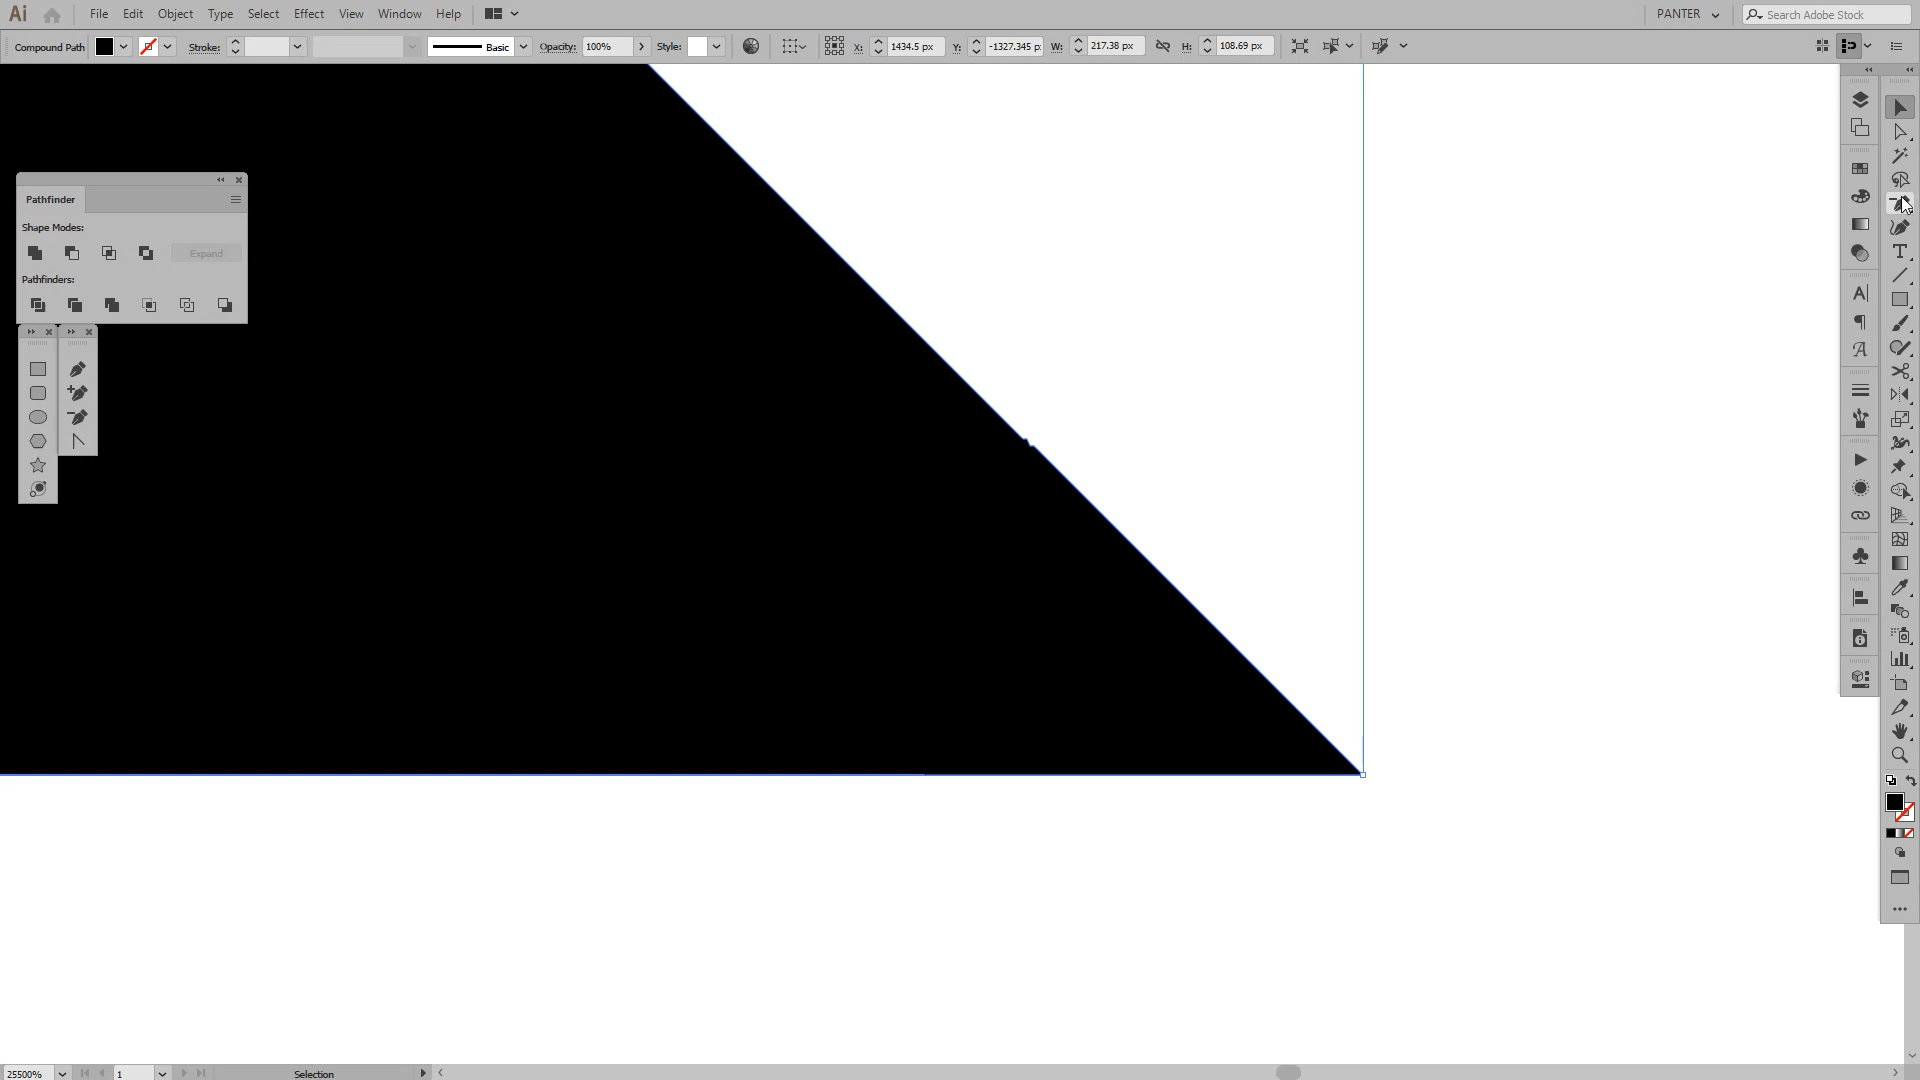 Ai File Edit Object Type Select Effect View Window Help PANTER Search Adobe Stock
Compound Path Stroke: Basic Opacity: 100% Style: X: 1434.5 px Y: -1327.345 p W: 217.38 px H: 108.69 px
Pathfinder
Shape Modes:
Expand
Pathfinders:
25500% 1 Selection